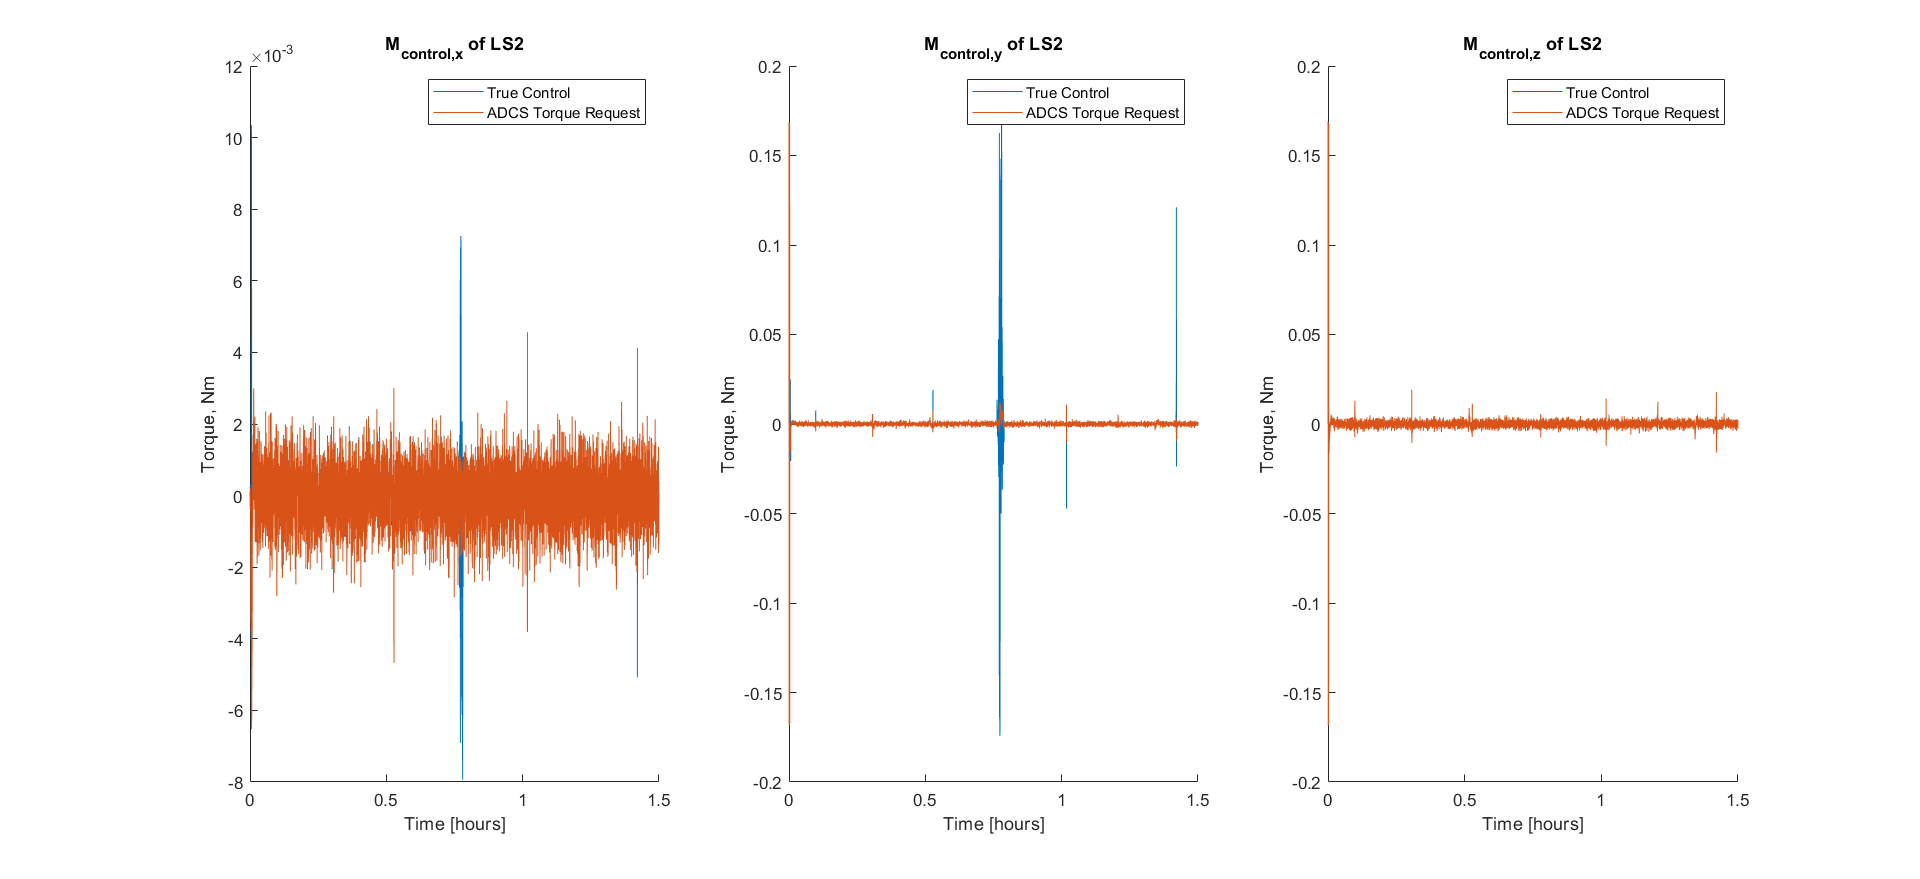 M_control,x of LS2
×10^-3
True Control
ADCS Torque Request
12
10
8
6
4
2
0
-2
-4
-6
-8
Torque, Nm
0 0.5 1 1.5
Time [hours]
M_control,y of LS2
True Control
ADCS Torque Request
0.2
0.15
0.1
0.05
0
-0.05
-0.1
-0.15
-0.2
Torque, Nm
0 0.5 1 1.5
Time [hours]
M_control,z of LS2
True Control
ADCS Torque Request
0.2
0.15
0.1
0.05
0
-0.05
-0.1
-0.15
-0.2
Torque, Nm
0 0.5 1 1.5
Time [hours]